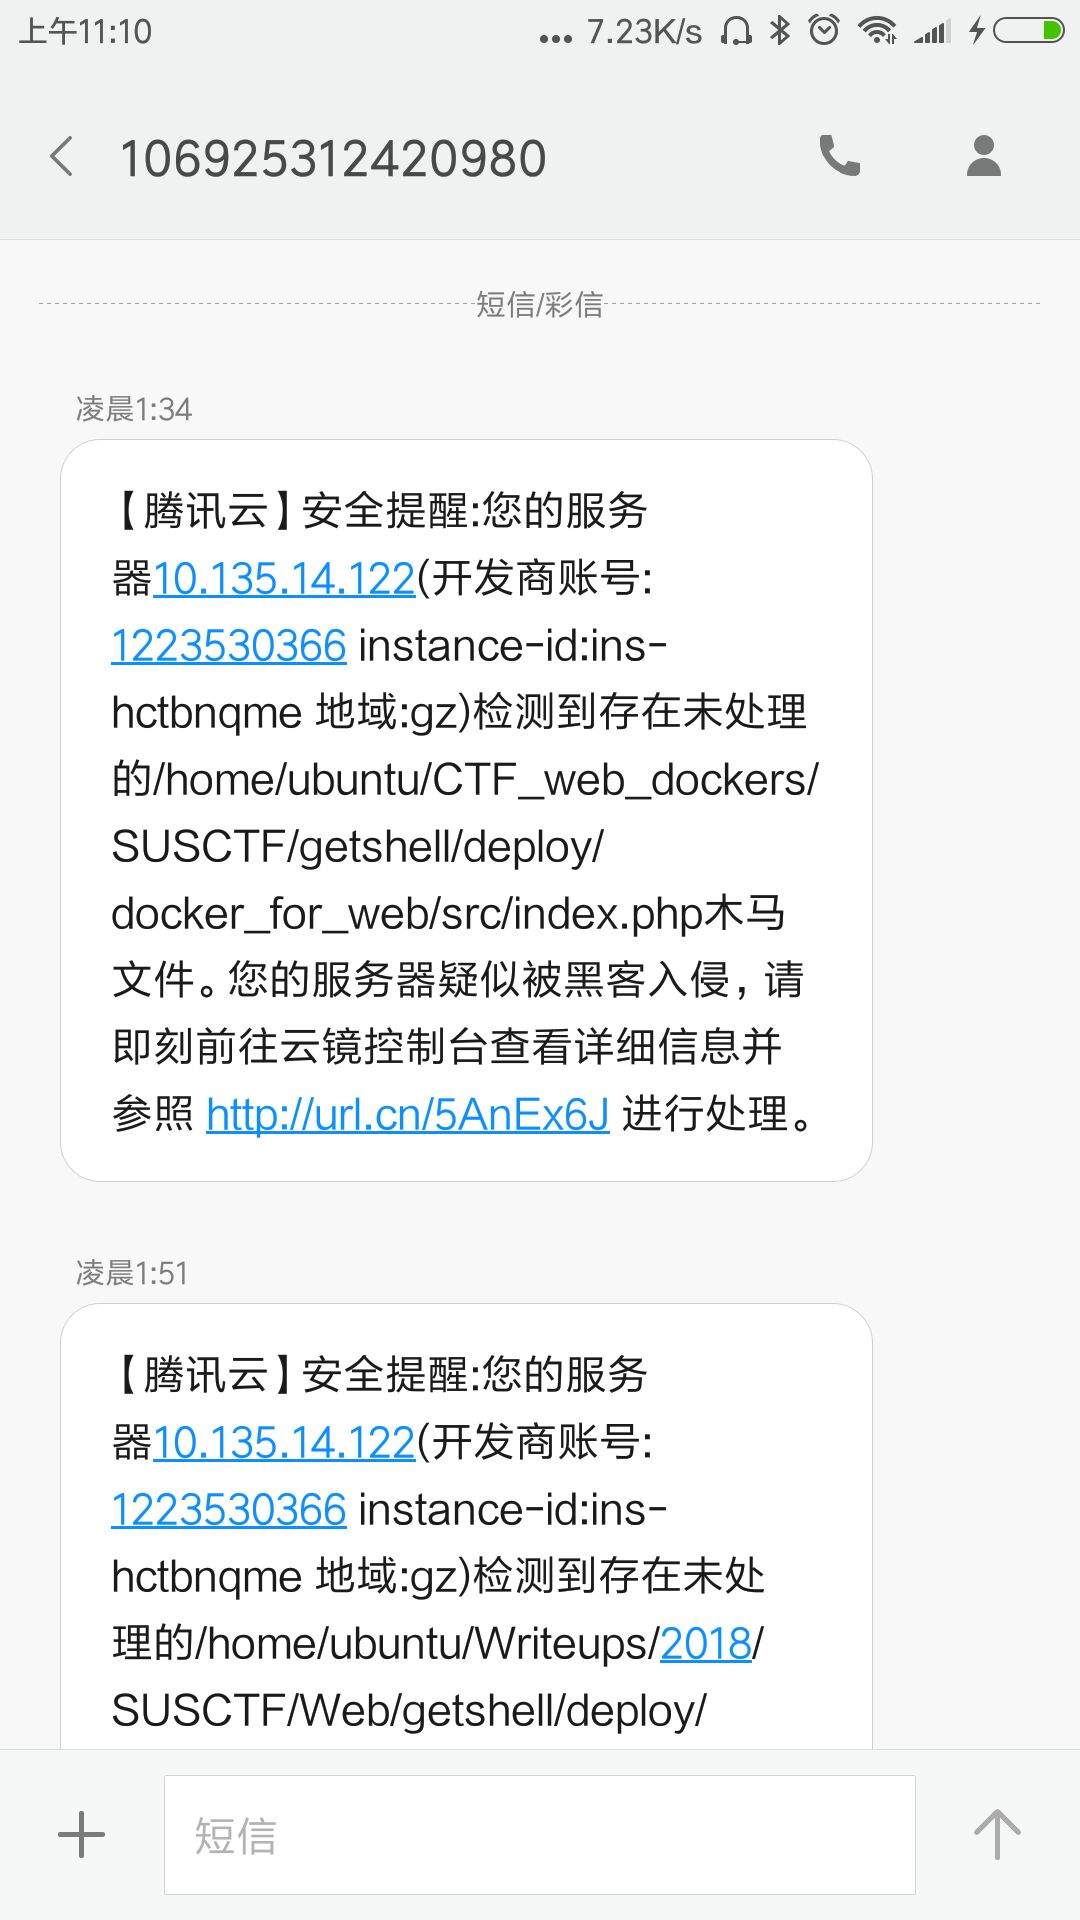 上午11:10
... 7.23K/s
106925312420980
短信/彩信
凌晨1:34
【腾讯云】安全提醒:您的服务
器10.135.14.122(开发商账号:
1223530366 instance-id:ins-
hctbnqme 地域:gz)检测到存在未处理
的/home/ubuntu/CTF_web_dockers/
SUSCTF/getshell/deploy/
docker_for_web/src/index.php木马
文件。您的服务器疑似被黑客入侵，请
即刻前往云镜控制台查看详细信息并
参照 http://url.cn/5AnEx6J 进行处理。
凌晨1:51
【腾讯云】安全提醒:您的服务
器10.135.14.122(开发商账号:
1223530366 instance-id:ins-
hctbnqme 地域:gz)检测到存在未处
理的/home/ubuntu/Writeups/2018/
SUSCTF/Web/getshell/deploy/
短信